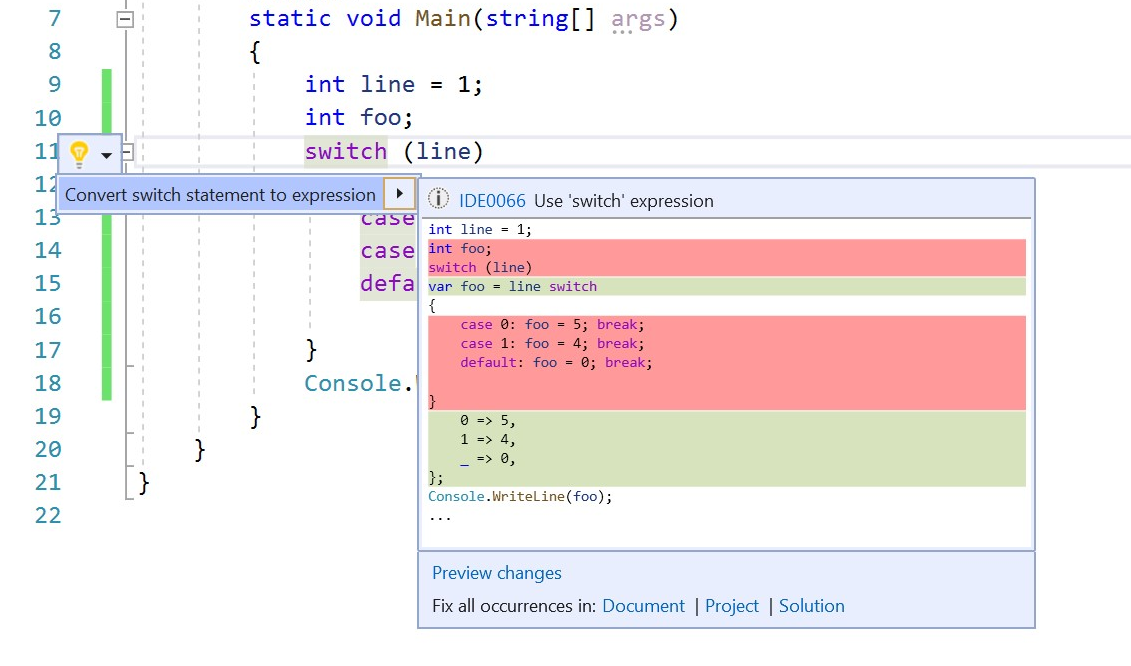 7 static void Main(string[] args)
8 {
9 int line = 1;
10 int foo;
11 switch (line)
12
Convert switch statement to expression
13 case
14 case
15 defa
16
17 }
18 Console.
19 }
20 }
21 }
22
IDE0066 Use 'switch' expression
int line = 1;
int foo;
switch (line)
var foo = line switch
{
case 0: foo = 5; break;
case 1: foo = 4; break;
default: foo = 0; break;
}
0 => 5,
1 => 4,
_ => 0,
};
Console.WriteLine(foo);
...
Preview changes
Fix all occurrences in: Document | Project | Solution